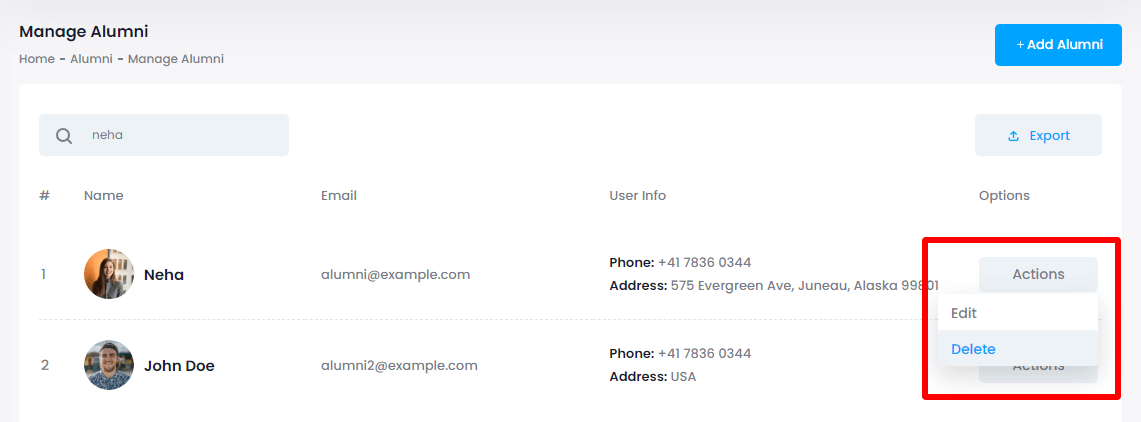 Manage Alumni
Home - Alumni - Manage Alumni
+ Add Alumni
neha
Export
# Name Email User Info Options
1 Neha alumni@example.com Phone: +41 7836 0344
Address: 575 Evergreen Ave, Juneau, Alaska 99801
Actions
Edit
Delete
2 John Doe alumni2@example.com Phone: +41 7836 0344
Address: USA
Actions